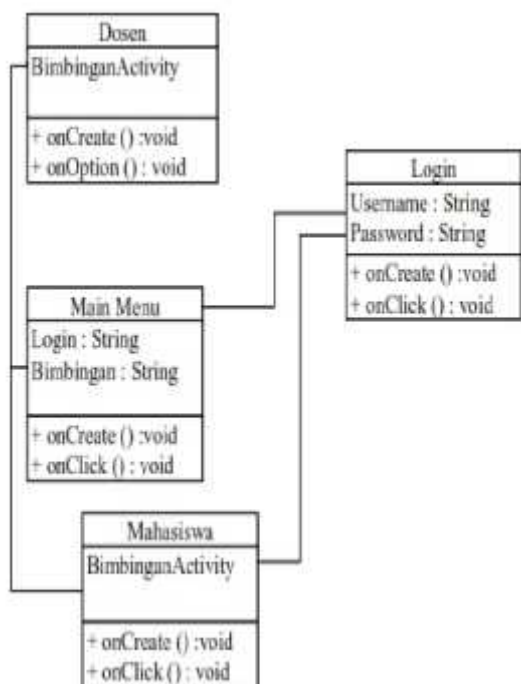 Dosen
BimbinganActivity
+ onCreate () :void
+ onOption () : void
Login
Username : String
Password : String
+ onCreate () :void
+ onClick () : void
Main Menu
Login : String
Bimbingan : String
+ onCreate () :void
+ onClick () : void
Mahasiswa
BimbinganActivity
+ onCreate () :void
+ onClick () : void